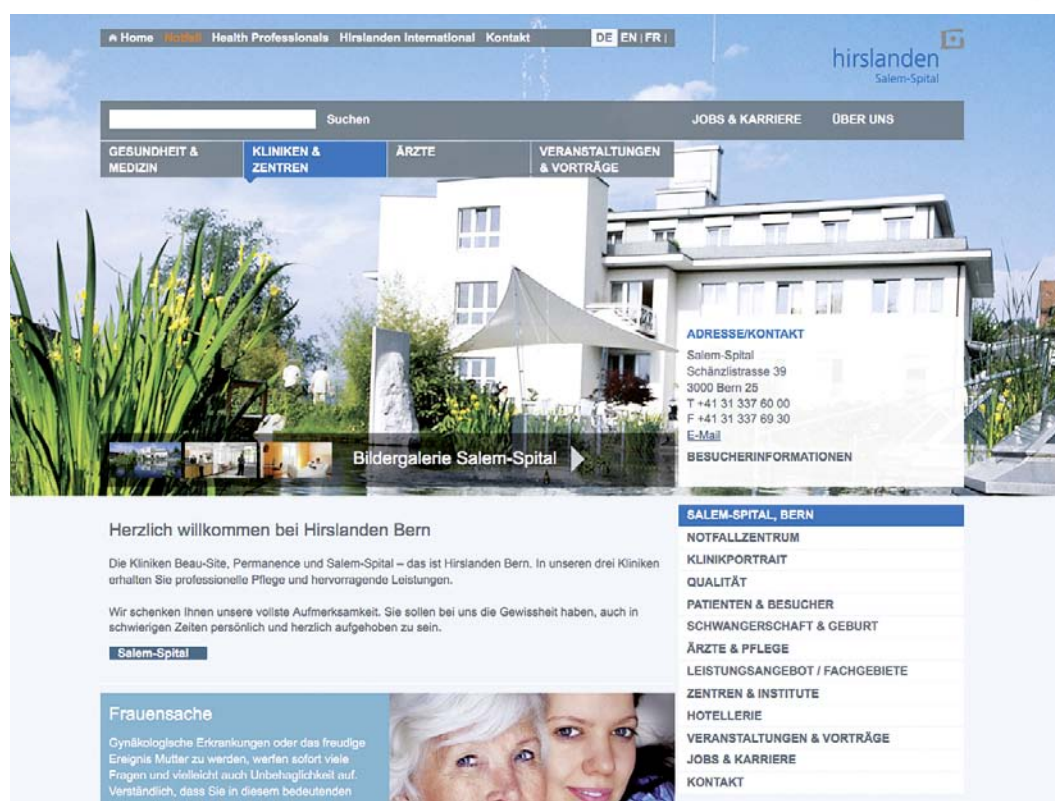 Home Notfall Health Professionals Hirslanden International Kontakt DE EN | FR |
hirslanden
Salem-Spital
Suchen JOBS & KARRIERE ÜBER UNS
GESUNDHEIT & MEDIZIN
KLINIKEN & ZENTREN
ÄRZTE
VERANSTALTUNGEN & VORTRÄGE
ADRESSE/KONTAKT
Salem-Spital
Schänzlistrasse 39
3000 Bern 25
T +41 31 337 60 00
F +41 31 337 69 30
E-Mail
BESUCHERINFORMATIONEN
Bildergalerie Salem-Spital
Herzlich willkommen bei Hirslanden Bern
Die Kliniken Beau-Site, Permanence und Salem-Spital – das ist Hirslanden Bern. In unseren drei Kliniken
erhalten Sie professionelle Pflege und hervorragende Leistungen.
Wir schenken Ihnen unsere vollste Aufmerksamkeit. Sie sollen bei uns die Gewissheit haben, auch in
schwierigen Zeiten persönlich und herzlich aufgehoben zu sein.
Salem-Spital
Frauensache
Gynäkologische Erkrankungen oder das freudige
Ereignis Mutter zu werden, werfen sofort viele
Fragen und vielleicht auch Unbehaglichkeit auf.
Verständlich, dass Sie in diesem bedeutenden
SALEM-SPITAL, BERN
NOTFALLZENTRUM
KLINIKPORTRAIT
QUALITÄT
PATIENTEN & BESUCHER
SCHWANGERSCHAFT & GEBURT
ÄRZTE & PFLEGE
LEISTUNGSANGEBOT / FACHGEBIETE
ZENTREN & INSTITUTE
HOTELLERIE
VERANSTALTUNGEN & VORTRÄGE
JOBS & KARRIERE
KONTAKT